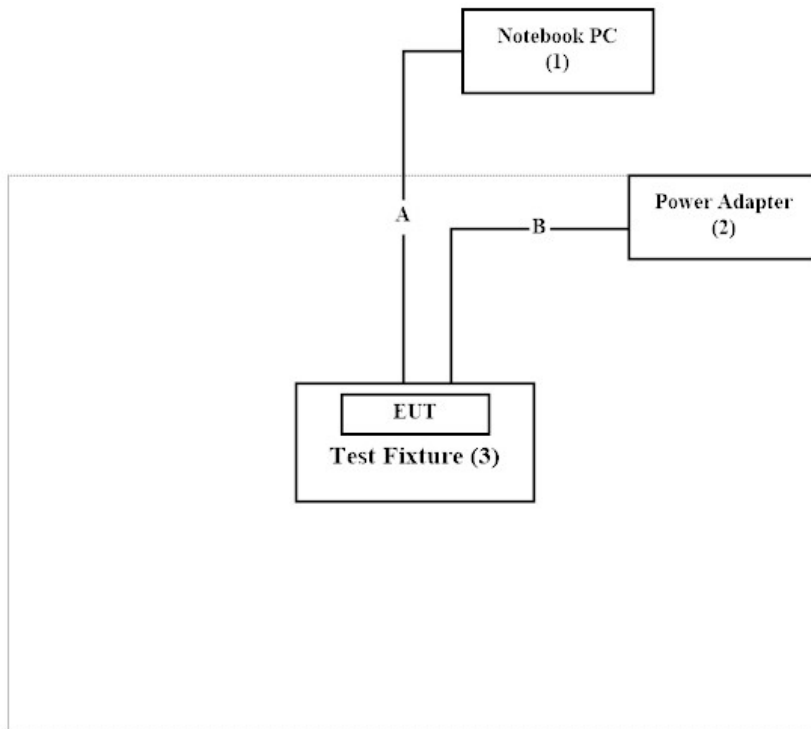 Notebook PC
(1)
Power Adapter
(2)
A
B
EUT
Test Fixture (3)